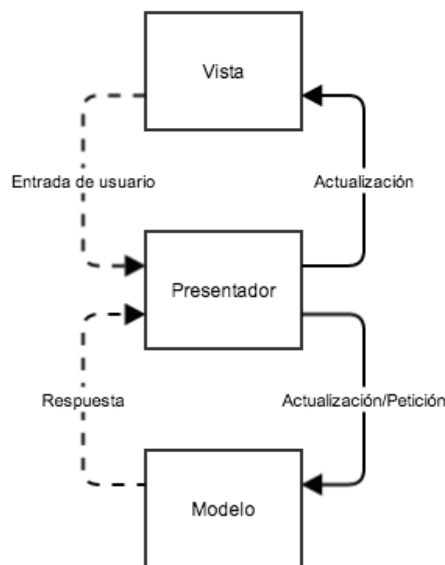 Vista
Entrada de usuario
Actualización
Presentador
Respuesta
Actualización/Petición
Modelo